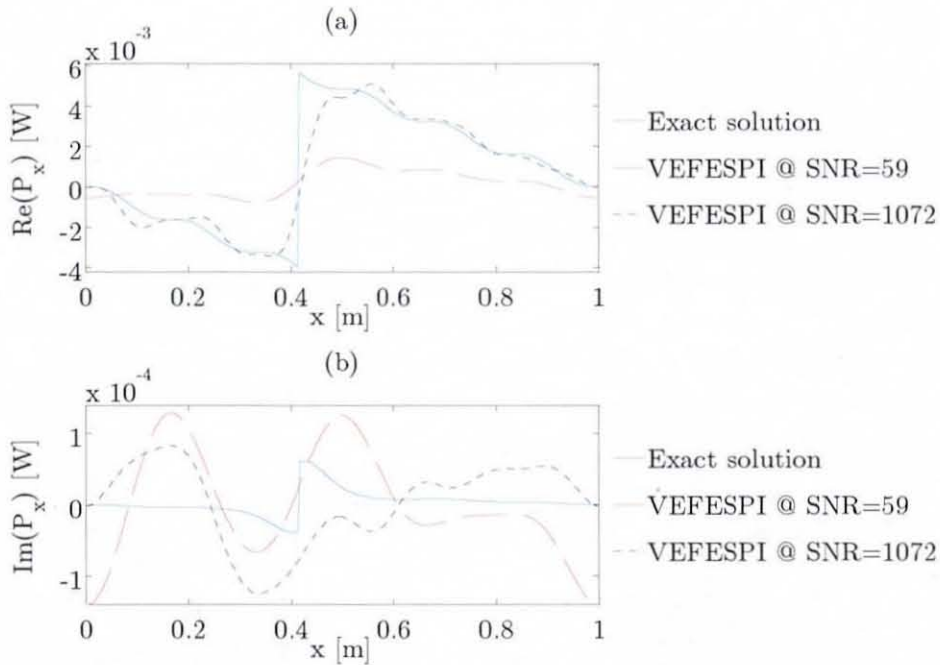 (a)
x 10⁻³
6
4
2
0
-2
-4
Re(Pₓ) [W]
0 0.2 0.4 0.6 0.8 1
x [m]
Exact solution
VEFESPI @ SNR=59
VEFESPI @ SNR=1072
(b)
x 10⁻⁴
1
0
-1
Im(Pₓ) [W]
0 0.2 0.4 0.6 0.8 1
x [m]
Exact solution
VEFESPI @ SNR=59
VEFESPI @ SNR=1072